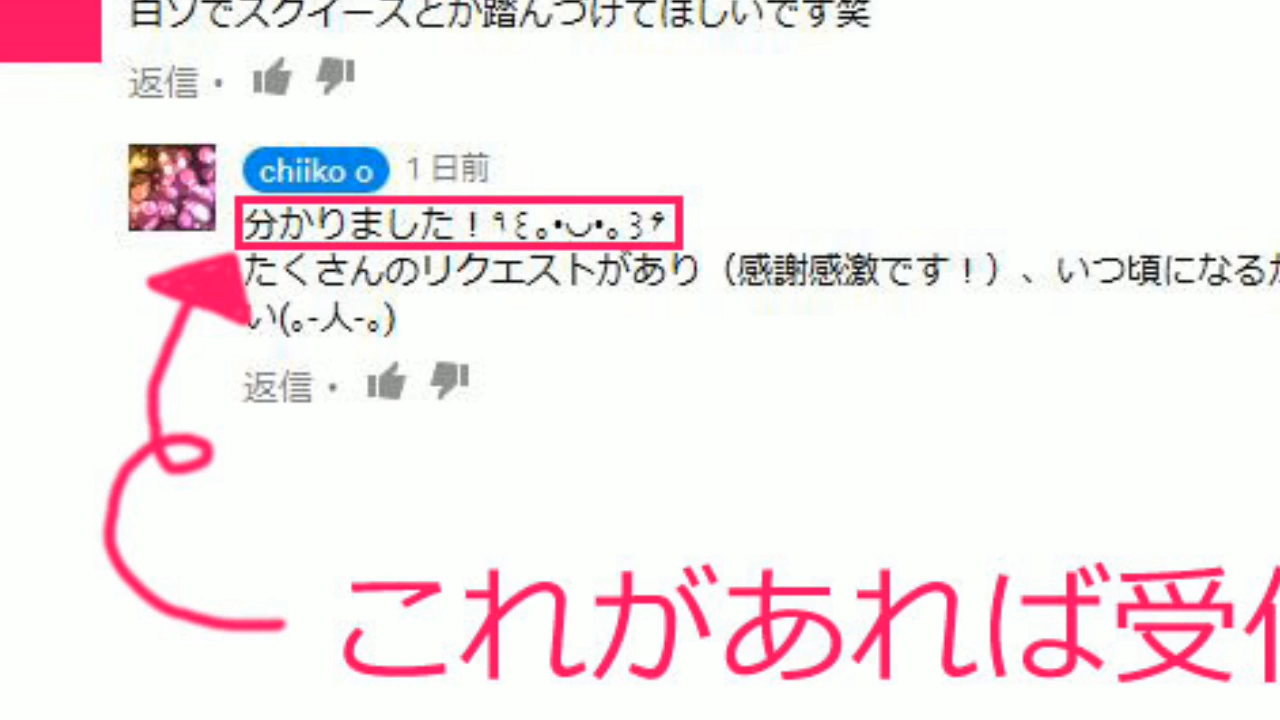 白ソでスクイーズとか踏んづけてほしいです笑
返信・
chiiko o 1 日前
分かりました！٩꒰｡•◡•｡꒱۶
たくさんのリクエストがあり（感謝感激です！）、いつ頃になるか
い(｡-人-｡)
返信・
これがあれば受付